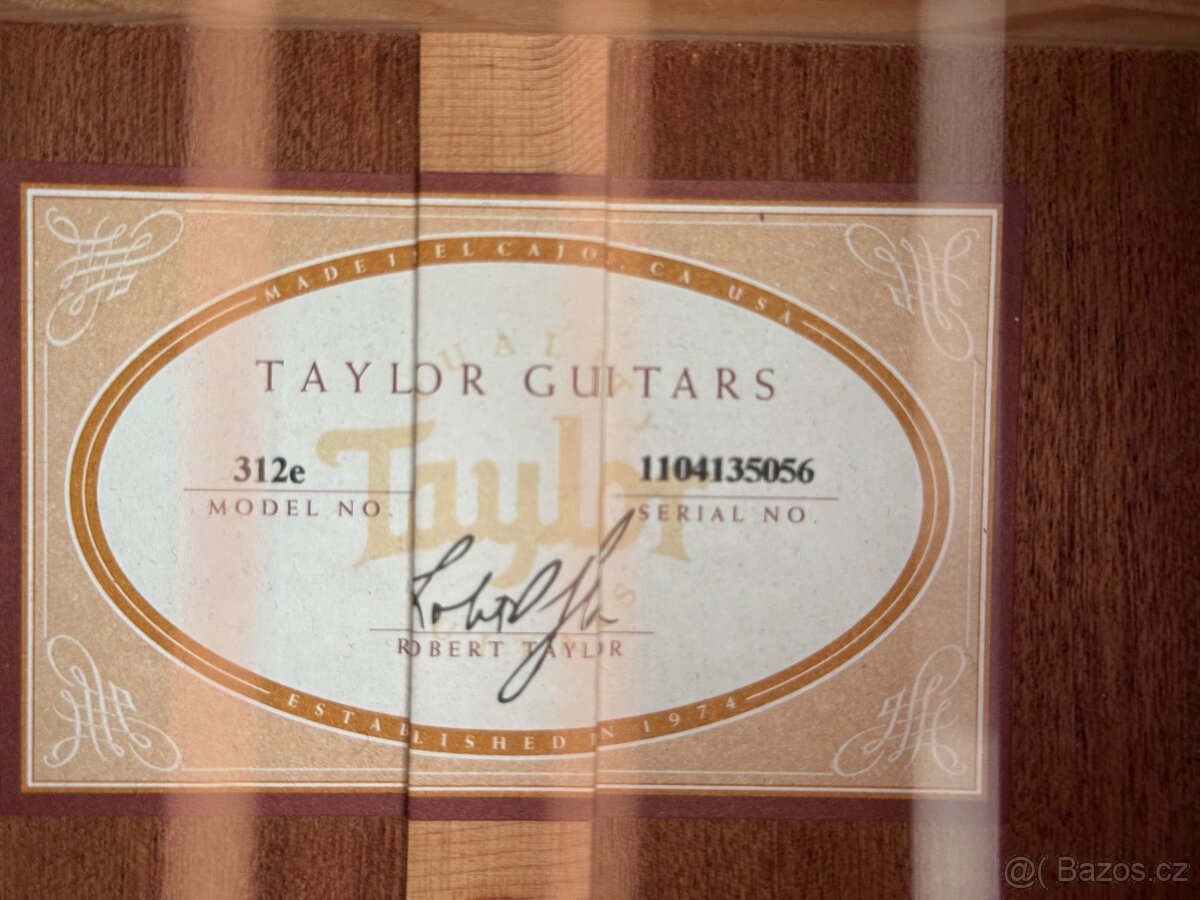 MADE IN EL CAJON, CA USA
TAYLOR GUITARS
QUALITY
Taylor
312e
1104135056
MODEL NO.
SERIAL NO.
ROBERT TAYLOR
ESTABLISHED IN 1974
@( Bazos.cz